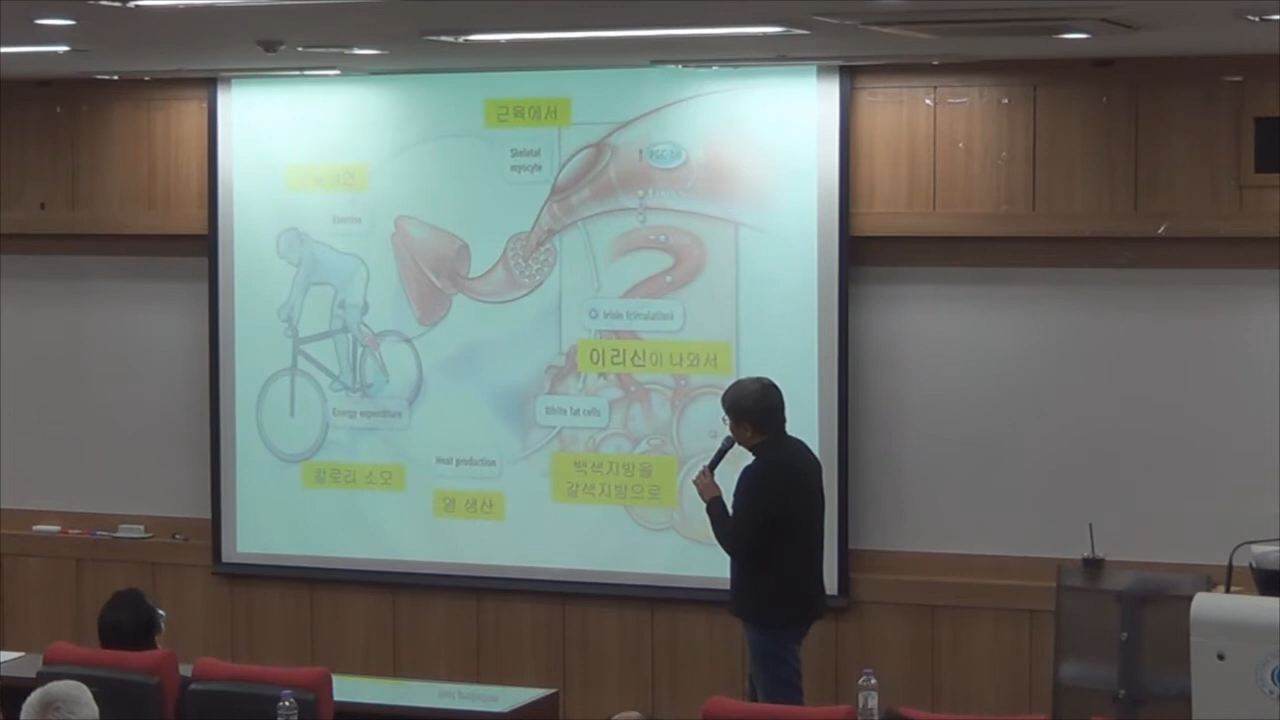 근육에서
Skeletal
myocyte
Exercise
Irisin (circulation)
이리신이 나와서
White fat cells
Energy expenditure
Heat production
칼로리 소모
열 생산
백색지방을
갈색지방으로